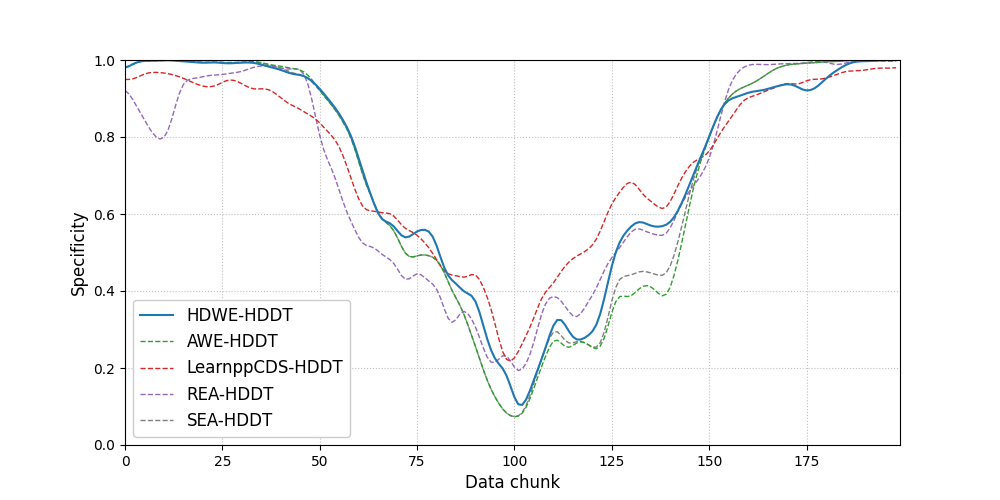 1.0
0.8
0.6
0.4
0.2
0.0
Specificity
HDWE-HDDT
AWE-HDDT
LearnppCDS-HDDT
REA-HDDT
SEA-HDDT
0 25 50 75 100 125 150 175
Data chunk